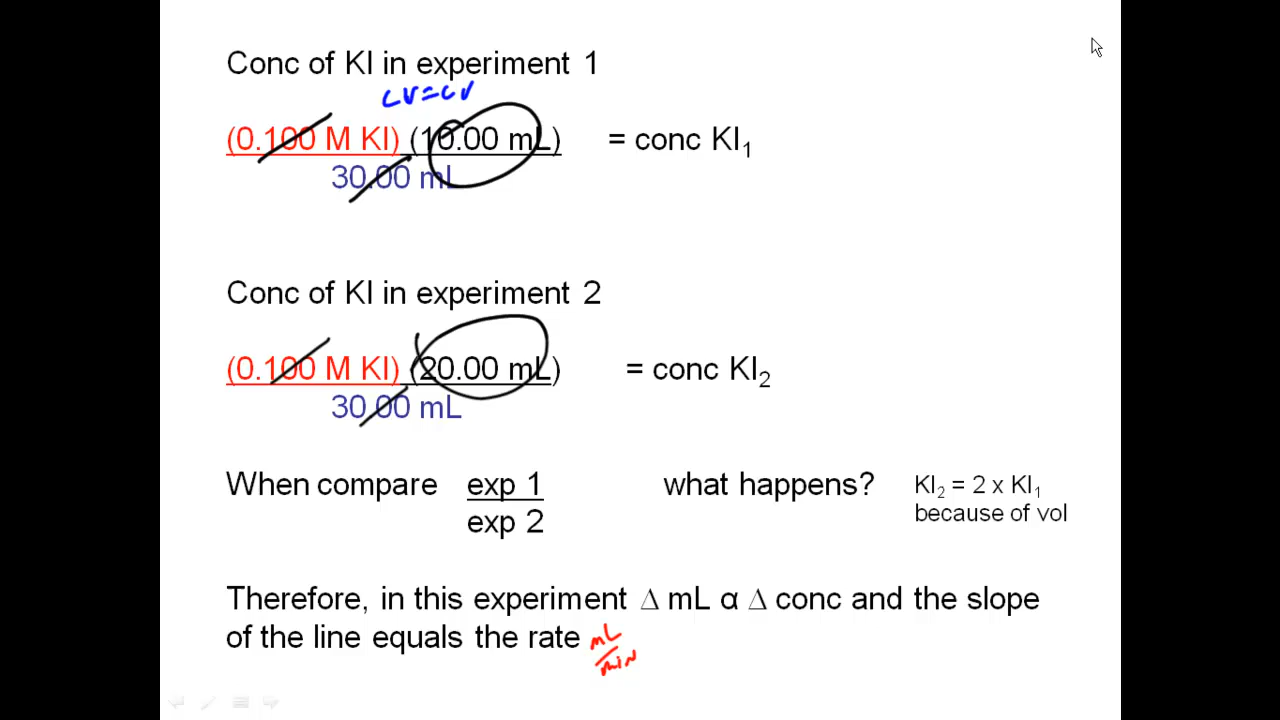 Conc of KI in experiment 1
CV=CV
(0.100 M KI) (10.00 mL) = conc KI₁
30.00 mL
Conc of KI in experiment 2
(0.100 M KI) (20.00 mL) = conc KI₂
30.00 mL
When compare exp 1 what happens? KI₂ = 2 x KI₁
exp 2 because of vol
Therefore, in this experiment Δ mL α Δ conc and the slope
of the line equals the rate mL
min